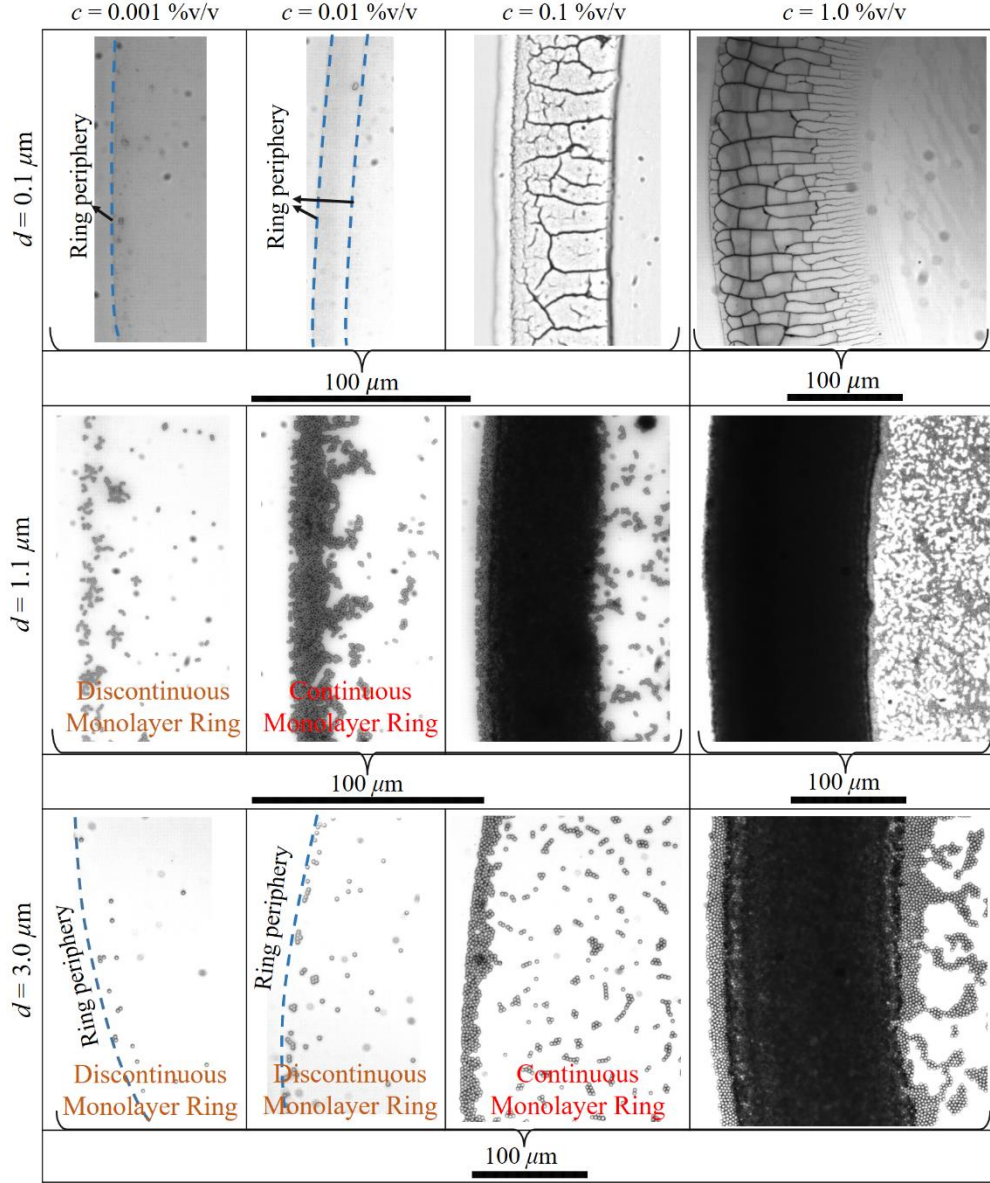 c = 0.001 %v/v
c = 0.01 %v/v
c = 0.1 %v/v
c = 1.0 %v/v
d = 0.1 μm
Ring periphery
Ring periphery
100 μm
100 μm
d = 1.1 μm
Discontinuous
Monolayer Ring
Continuous
Monolayer Ring
100 μm
100 μm
d = 3.0 μm
Ring periphery
Discontinuous
Monolayer Ring
Ring periphery
Discontinuous
Monolayer Ring
Continuous
Monolayer Ring
100 μm